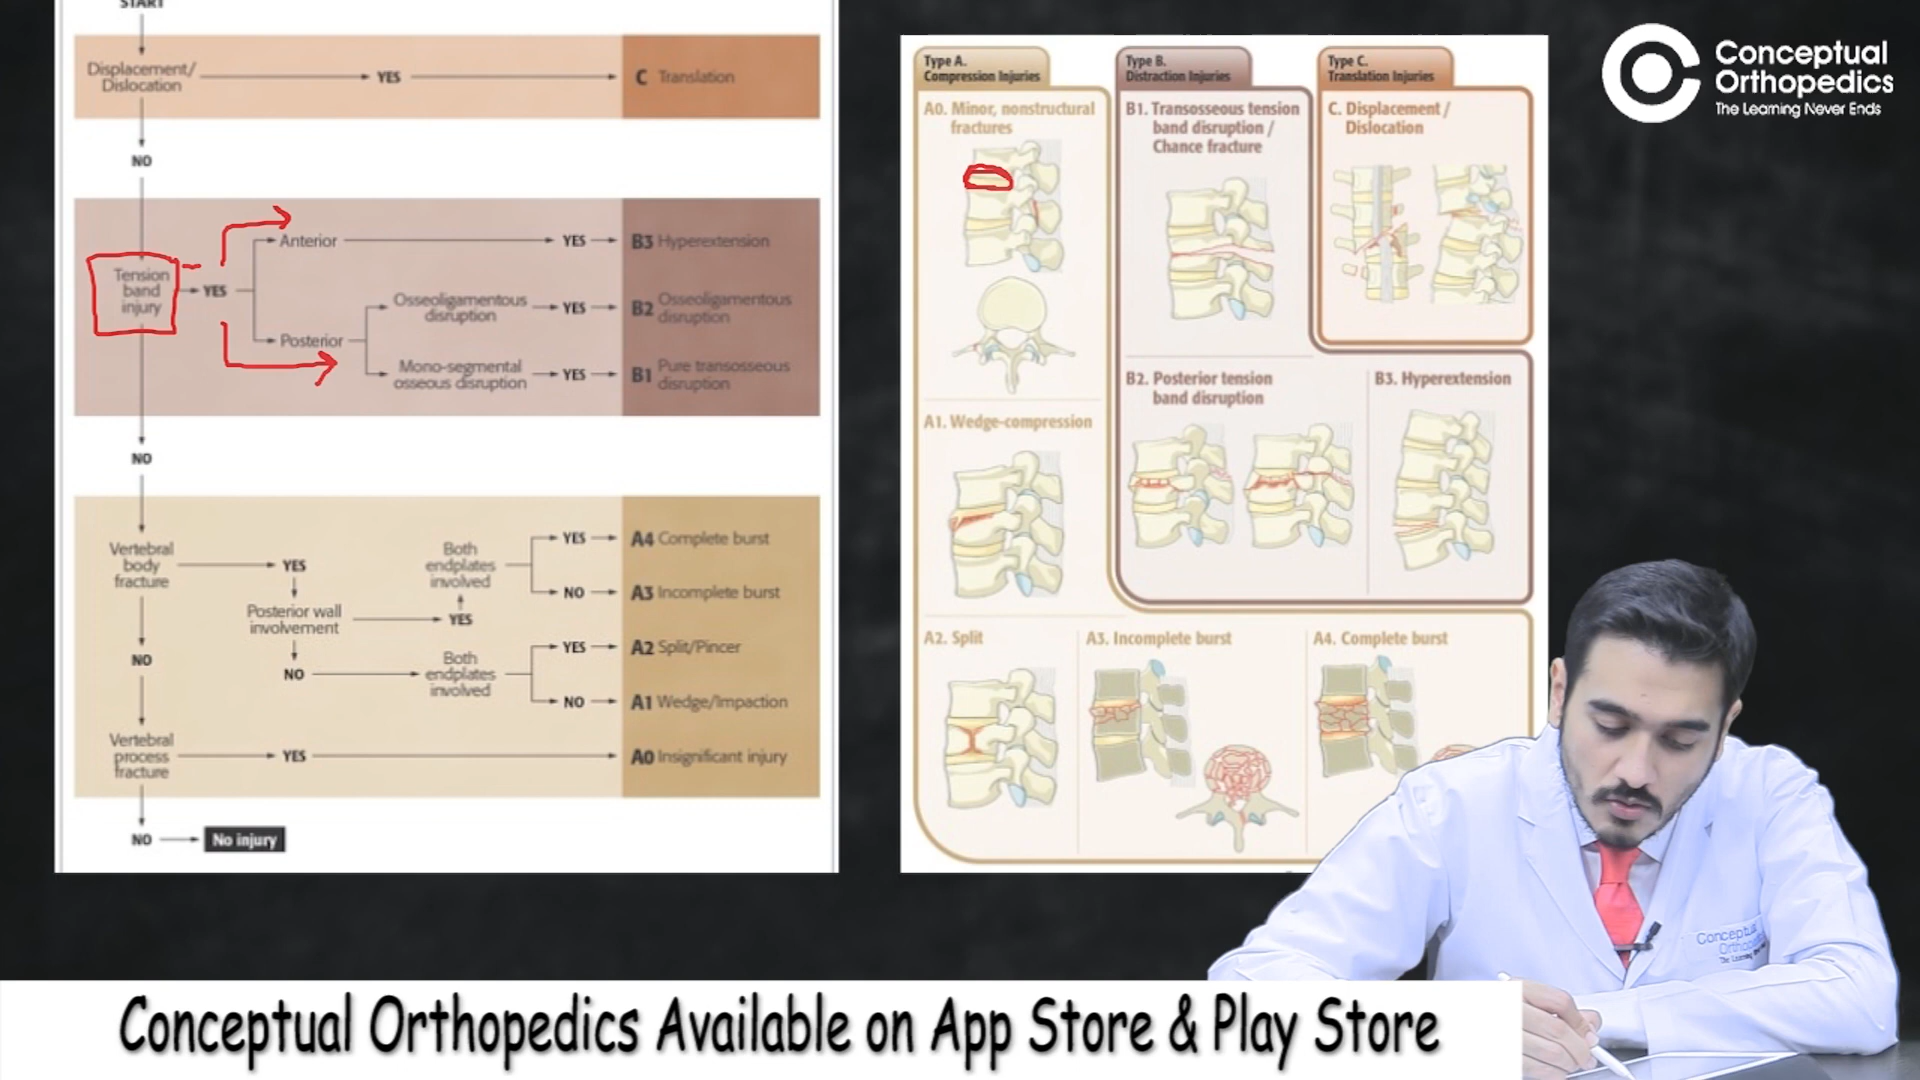 START
Displacement/
Dislocation
YES
C Translation
NO
Tension
band
injury
YES
Anterior
YES
B3 Hyperextension
Posterior
Osseoligamentous
disruption
YES
B2 Osseoligamentous
disruption
Mono-segmental
osseous disruption
YES
B1 Pure transosseous
disruption
NO
Vertebral
body
fracture
YES
Posterior wall
involvement
YES
Both
endplates
involved
YES
A4 Complete burst
NO
A3 Incomplete burst
NO
Both
endplates
involved
YES
A2 Split/Pincer
NO
A1 Wedge/Impaction
NO
Vertebral
process
fracture
YES
A0 Insignificant injury
NO
No injury
Type A.
Compression Injuries
Type B.
Distraction Injuries
Type C.
Translation Injuries
A0. Minor, nonstructural
fractures
B1. Transosseous tension
band disruption /
Chance fracture
C. Displacement /
Dislocation
A1. Wedge-compression
B2. Posterior tension
band disruption
B3. Hyperextension
A2. Split
A3. Incomplete burst
A4. Complete burst
Conceptual
Orthopedics
The Learning Never Ends
Conceptual
Conceptual Orthopedics Available on App Store & Play Store